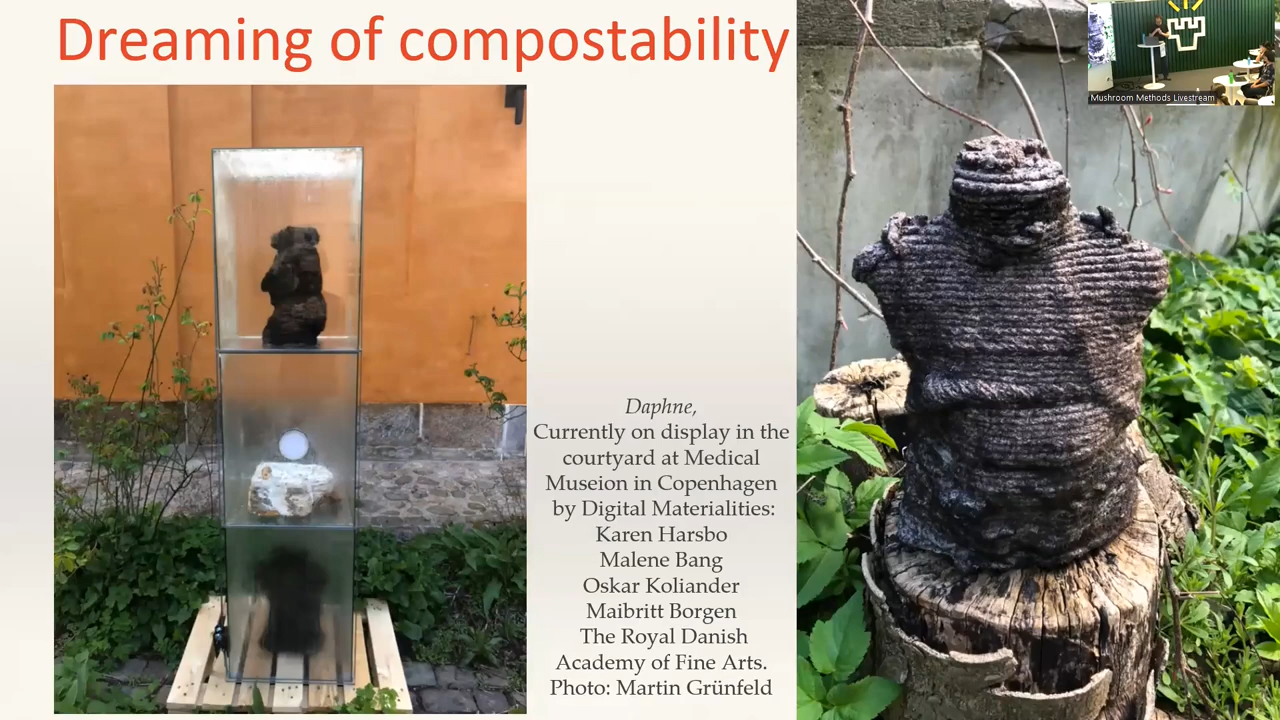 Dreaming of compostability
Mushroom Methods Livestream
Daphne,
Currently on display in the
courtyard at Medical
Museion in Copenhagen
by Digital Materialities:
Karen Harsbo
Malene Bang
Oskar Koliander
Maibritt Borgen
The Royal Danish
Academy of Fine Arts.
Photo: Martin Grünfeld